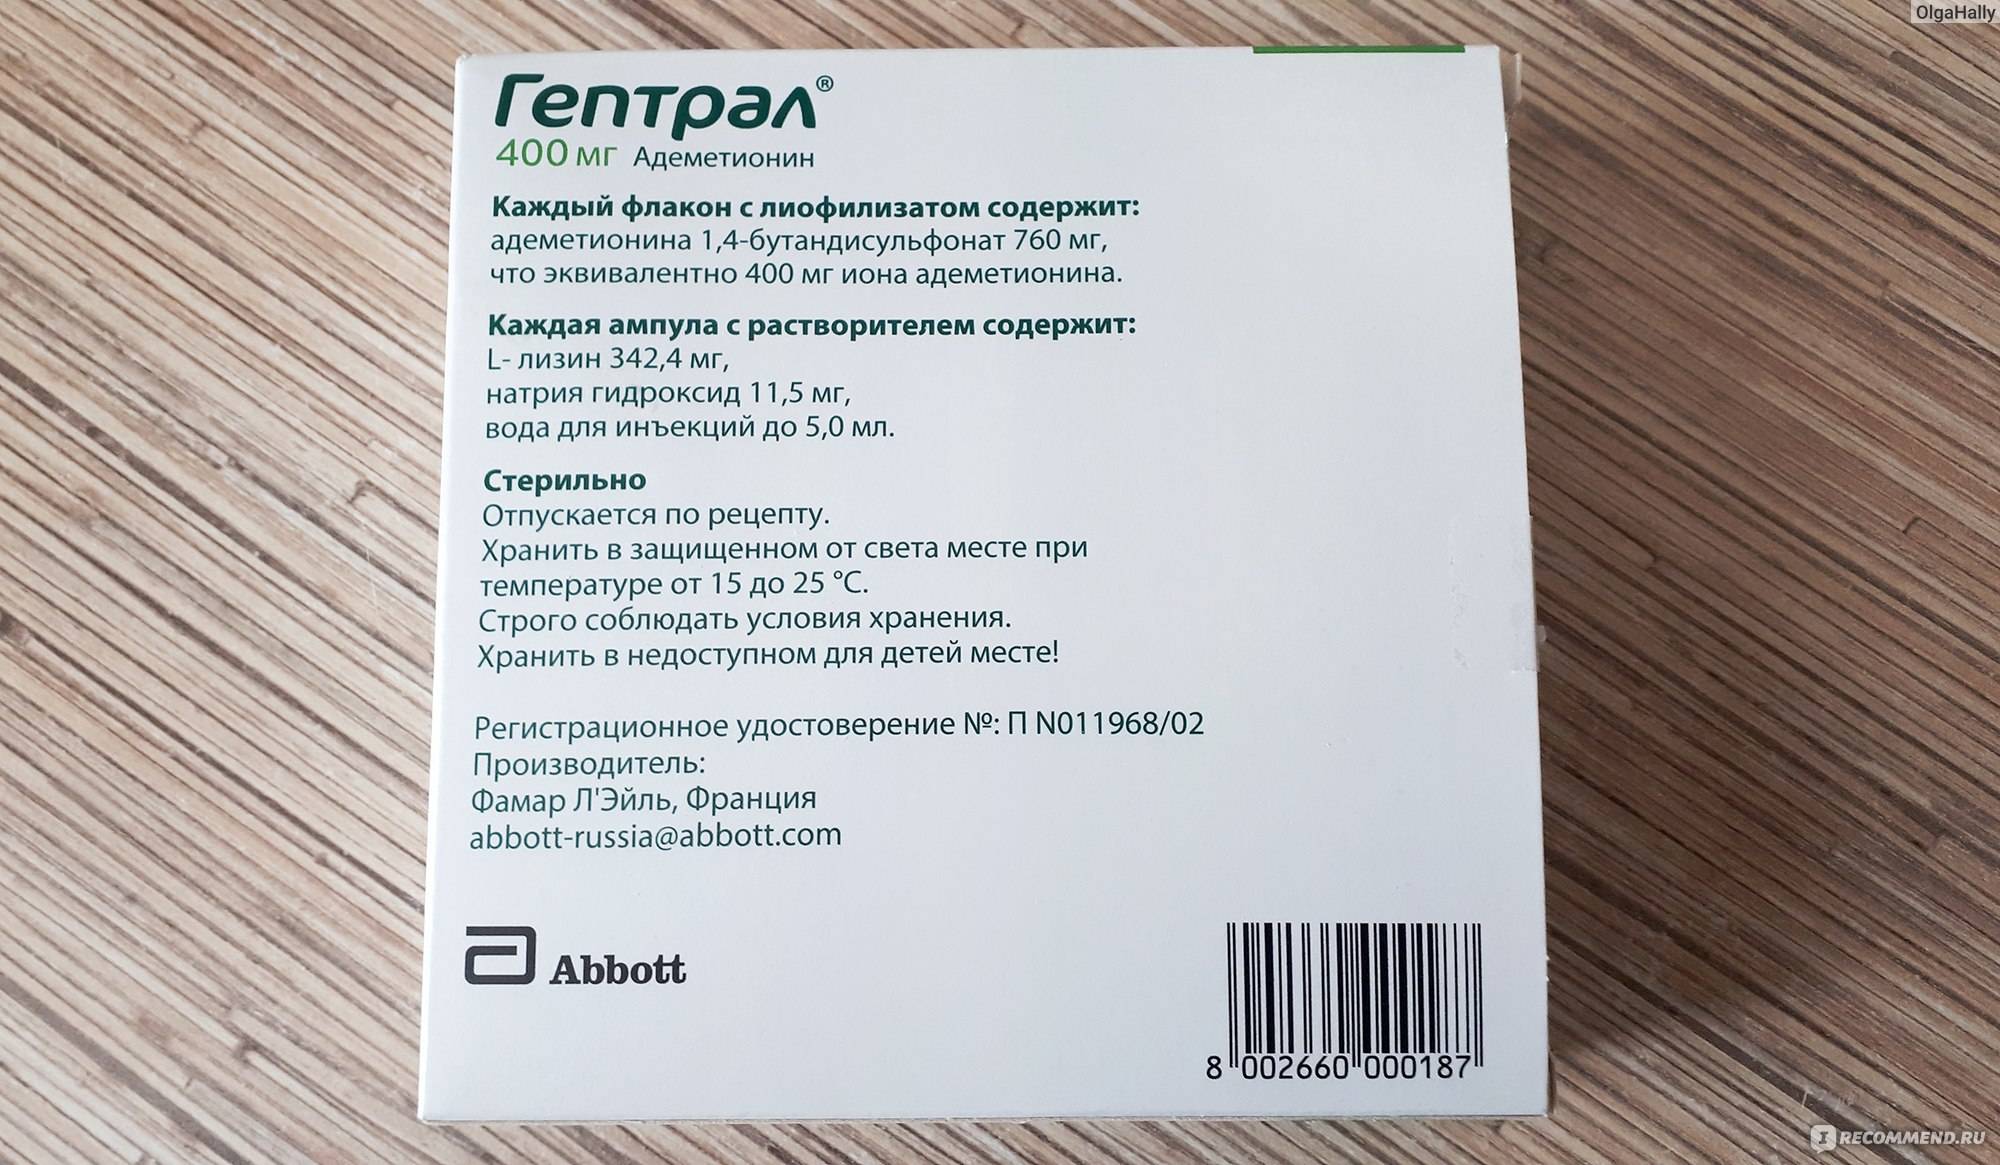 OlgaHally
Гептрал®
400 мг Адеметионин
Каждый флакон с лиофилизатом содержит:
адеметионина 1,4-бутандисульфонат 760 мг,
что эквивалентно 400 мг иона адеметионина.
Каждая ампула с растворителем содержит:
L- лизин 342,4 мг,
натрия гидроксид 11,5 мг,
вода для инъекций до 5,0 мл.
Стерильно
Отпускается по рецепту.
Хранить в защищенном от света месте при
температуре от 15 до 25 °C.
Строго соблюдать условия хранения.
Хранить в недоступном для детей месте!
Регистрационное удостоверение №: П N011968/02
Производитель:
Фамар Л'Эйль, Франция
abbott-russia@abbott.com
Abbott
8 002660 000187
IRECOMMEND.RU